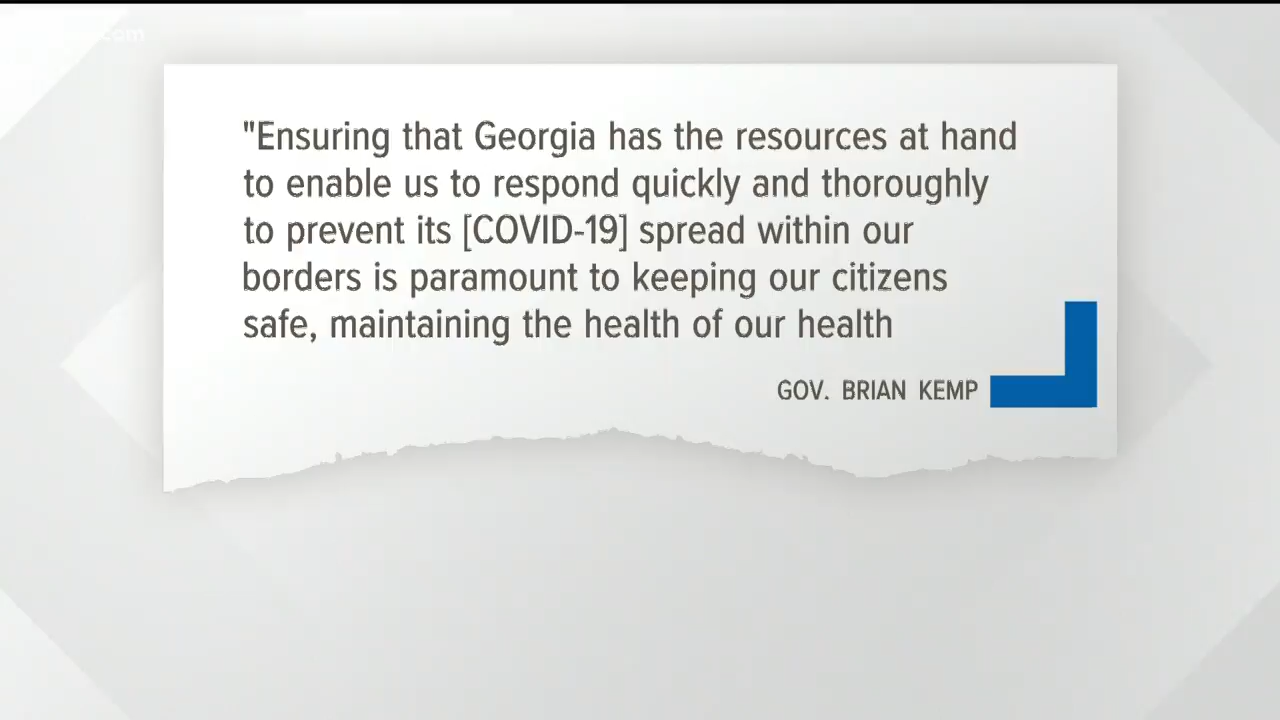 .com
"Ensuring that Georgia has the resources at hand
to enable us to respond quickly and thoroughly
to prevent its [COVID-19] spread within our
borders is paramount to keeping our citizens
safe, maintaining the health of our health
GOV. BRIAN KEMP